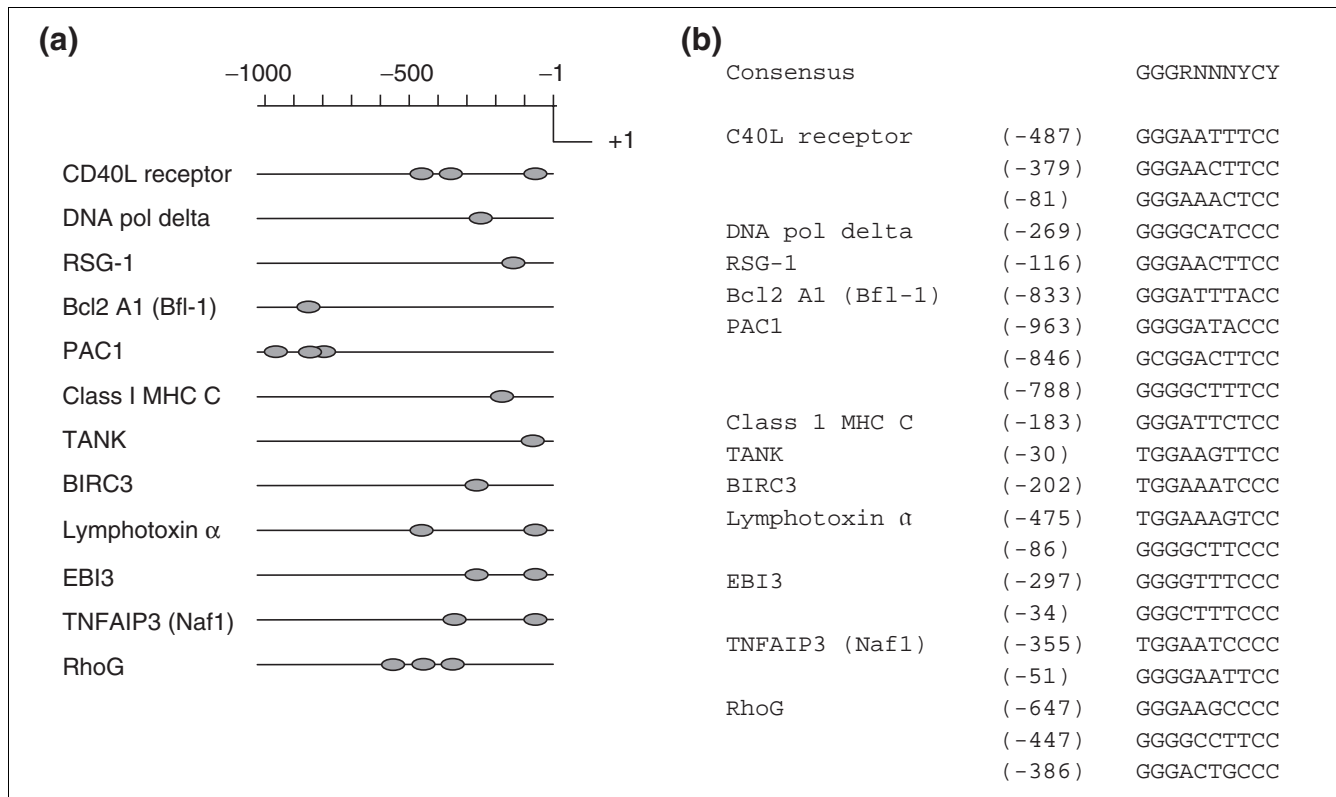 (a)
−1000 −500 −1
+1
CD40L receptor
DNA pol delta
RSG-1
Bcl2 A1 (Bfl-1)
PAC1
Class I MHC C
TANK
BIRC3
Lymphotoxin α
EBI3
TNFAIP3 (Naf1)
RhoG
(b)
Consensus GGGRNNNYCY
C40L receptor (-487) GGGAATTTCC
(-379) GGGAACTTCC
(-81) GGGAAACTCC
DNA pol delta (-269) GGGGCATCCC
RSG-1 (-116) GGGAACTTCC
Bcl2 A1 (Bfl-1) (-833) GGGATTTACC
PAC1 (-963) GGGGATACCC
(-846) GCGGACTTCC
(-788) GGGGCTTTCC
Class 1 MHC C (-183) GGGATTCTCC
TANK (-30) TGGAAGTTCC
BIRC3 (-202) TGGAAATCCC
Lymphotoxin α (-475) TGGAAAGTCC
(-86) GGGGCTTCCC
EBI3 (-297) GGGGTTTCCC
(-34) GGGCTTTCCC
TNFAIP3 (Naf1) (-355) TGGAATCCCC
(-51) GGGGAATTCC
RhoG (-647) GGGAAGCCCC
(-447) GGGGCCTTCC
(-386) GGGACTGCCC